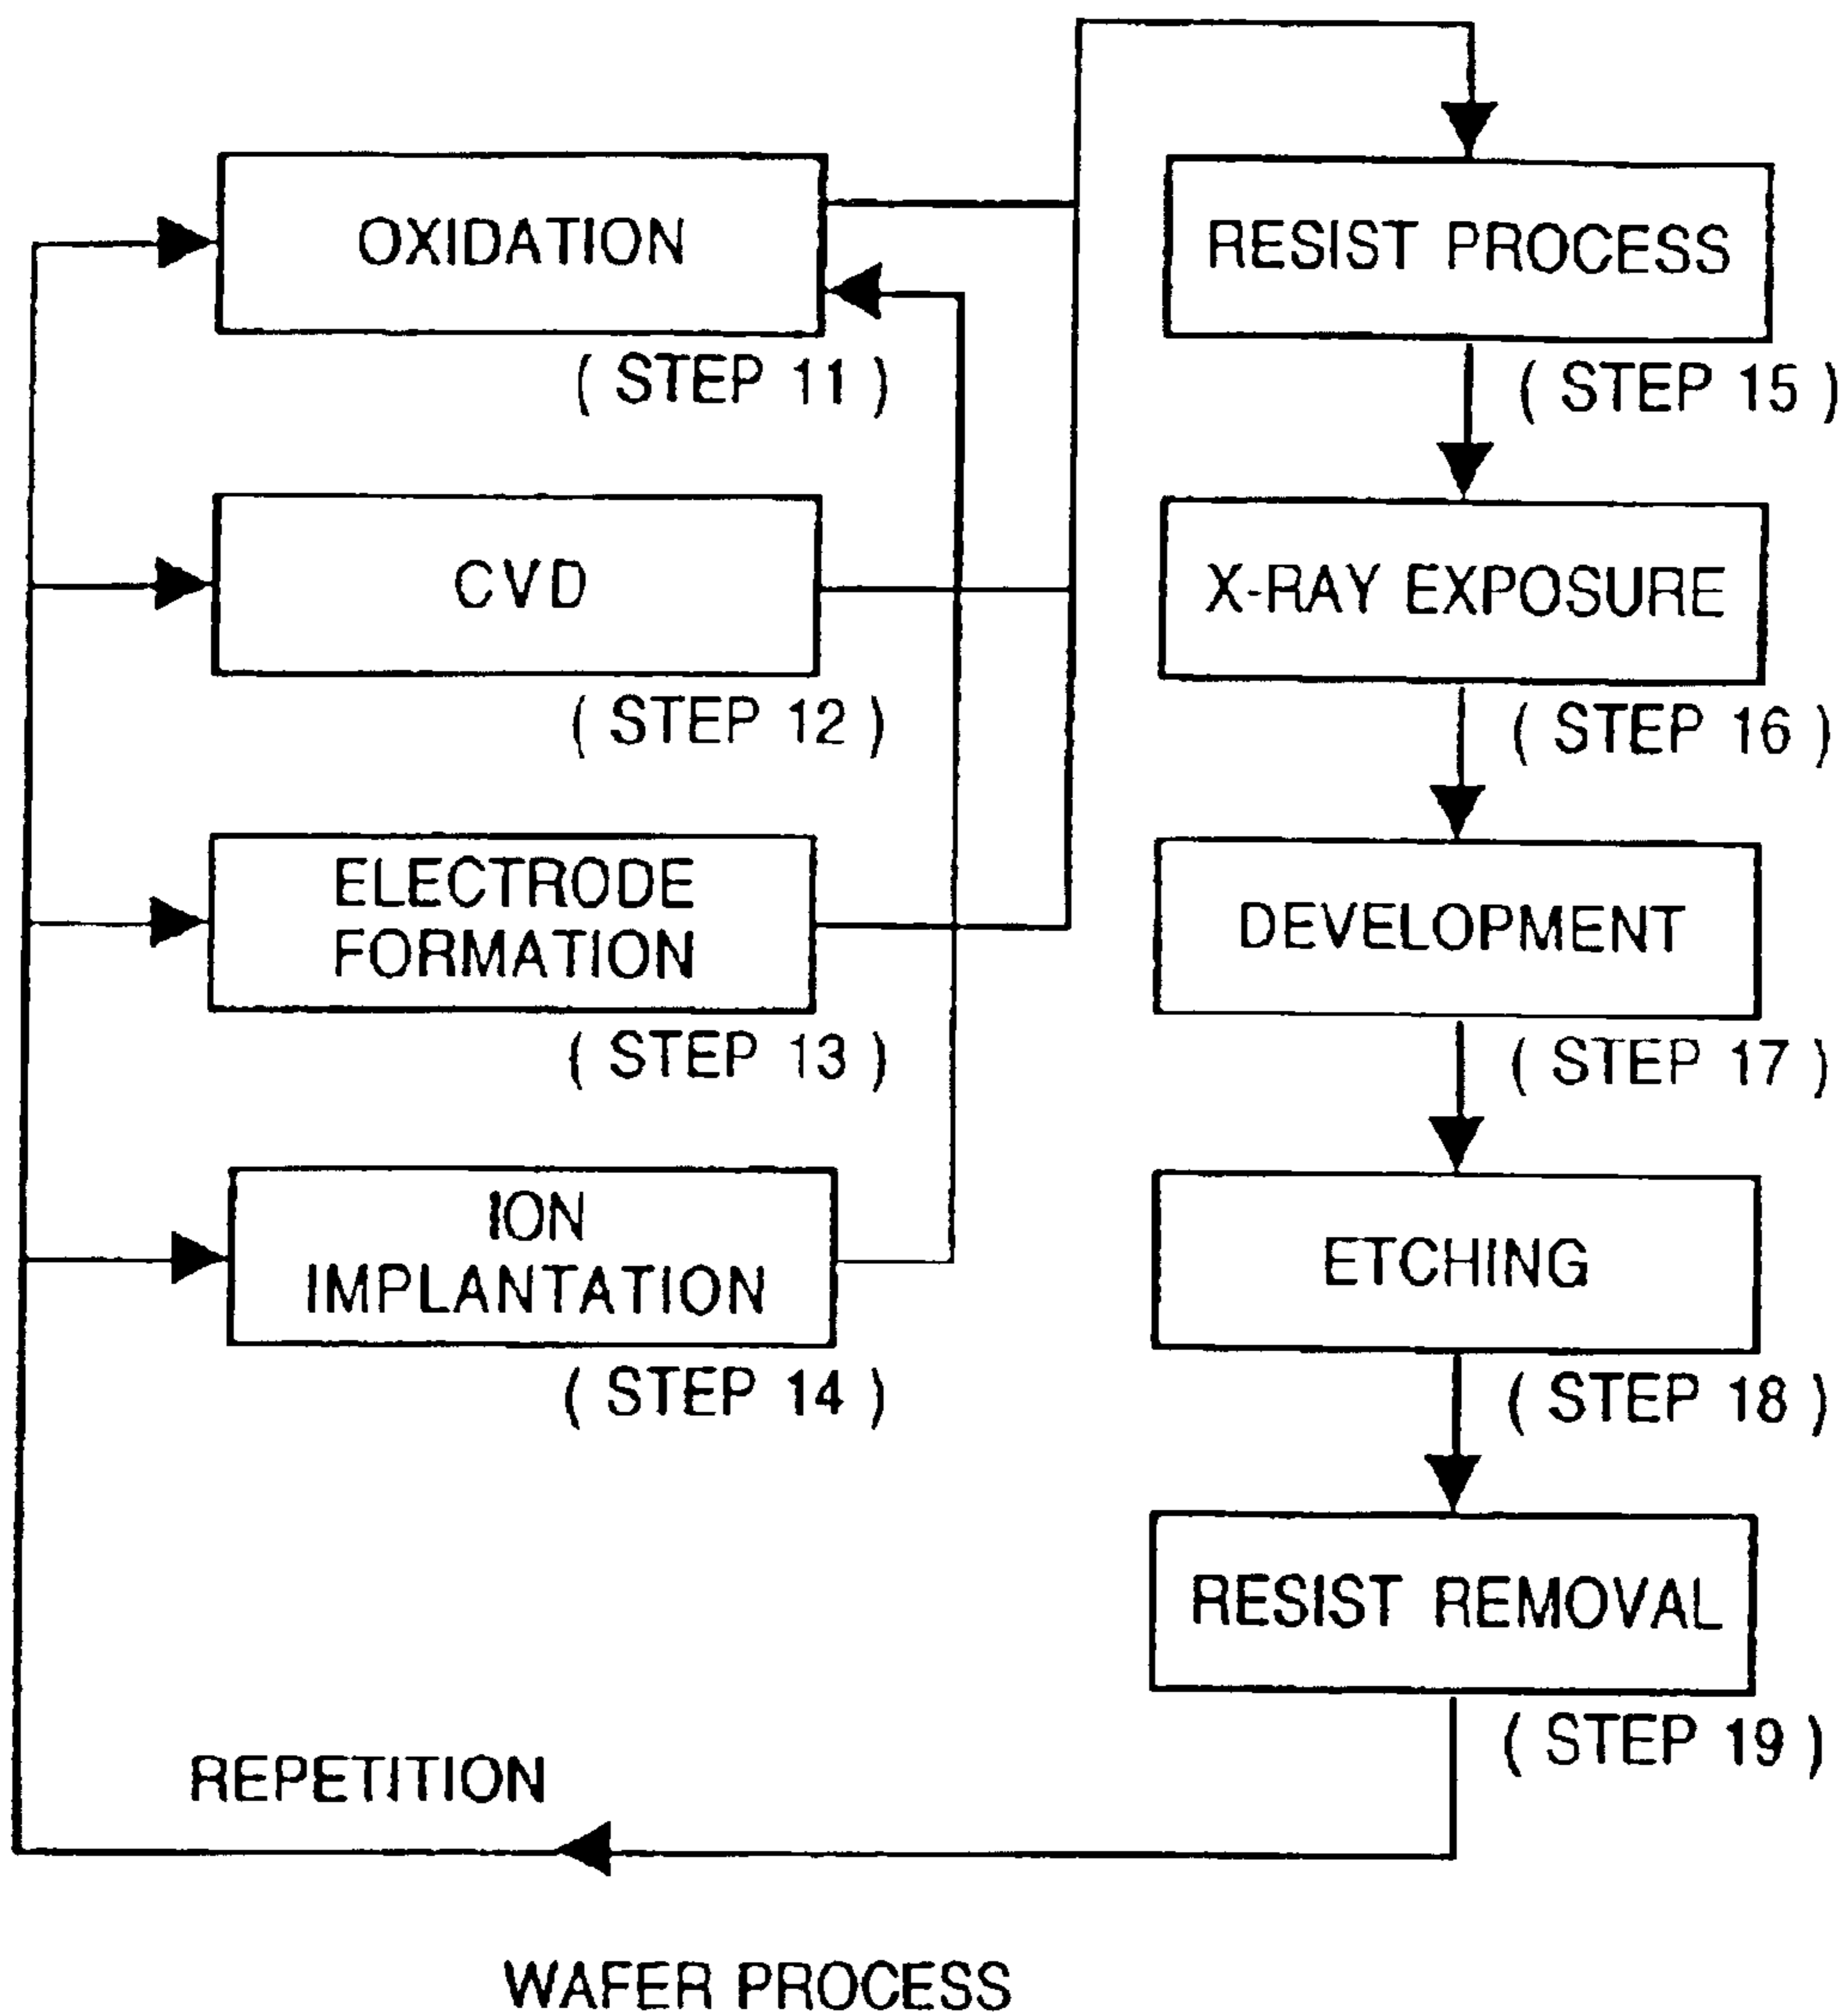 OXIDATION
( STEP 11 )
CVD
( STEP 12 )
ELECTRODE
FORMATION
( STEP 13 )
ION
IMPLANTATION
( STEP 14 )
RESIST PROCESS
( STEP 15 )
X-RAY EXPOSURE
( STEP 16 )
DEVELOPMENT
( STEP 17 )
ETCHING
( STEP 18 )
RESIST REMOVAL
( STEP 19 )
REPETITION
WAFER PROCESS